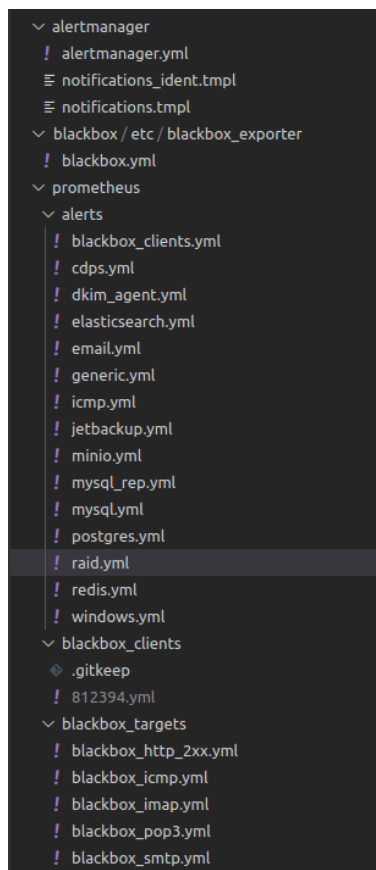 alertmanager
! alertmanager.yml
notifications_ident.tmpl
notifications.tmpl
blackbox / etc / blackbox_exporter
! blackbox.yml
prometheus
alerts
! blackbox_clients.yml
! cdps.yml
! dkim_agent.yml
! elasticsearch.yml
! email.yml
! generic.yml
! icmp.yml
! jetbackup.yml
! minio.yml
! mysql_rep.yml
! mysql.yml
! postgres.yml
! raid.yml
! redis.yml
! windows.yml
blackbox_clients
.gitkeep
! 812394.yml
blackbox_targets
! blackbox_http_2xx.yml
! blackbox_icmp.yml
! blackbox_imap.yml
! blackbox_pop3.yml
! blackbox_smtp.yml